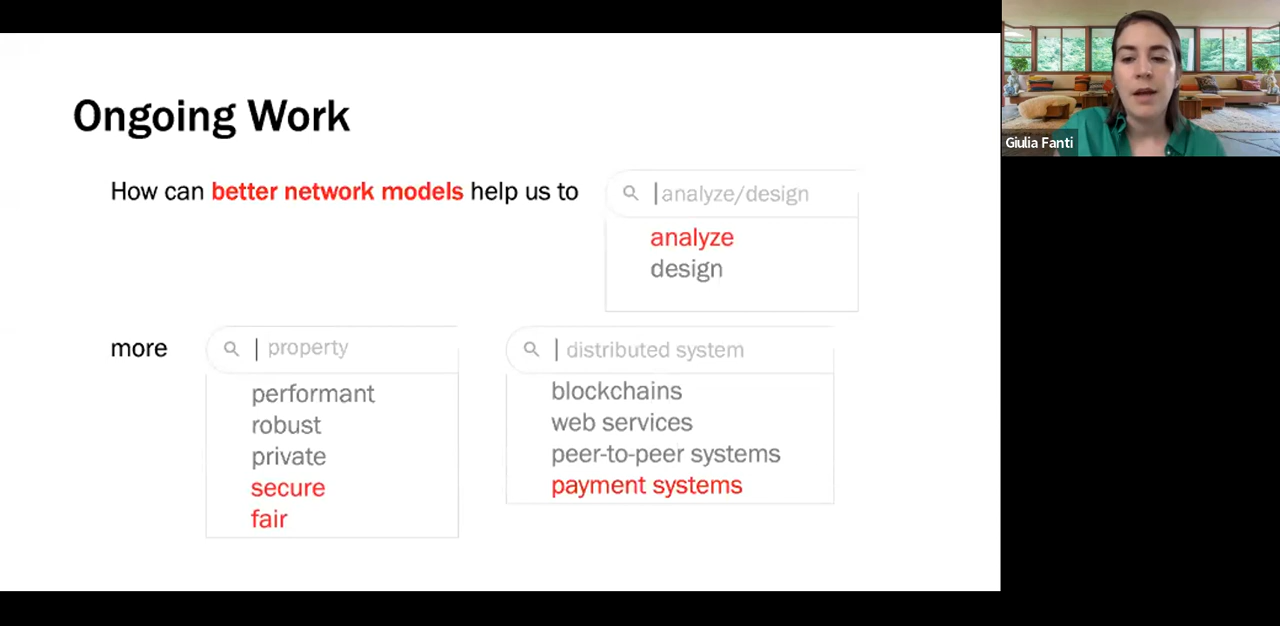 Ongoing Work
How can better network models help us to
analyze/design
analyze
design
more
property
performant
robust
private
secure
fair
distributed system
blockchains
web services
peer-to-peer systems
payment systems
Giulia Fanti